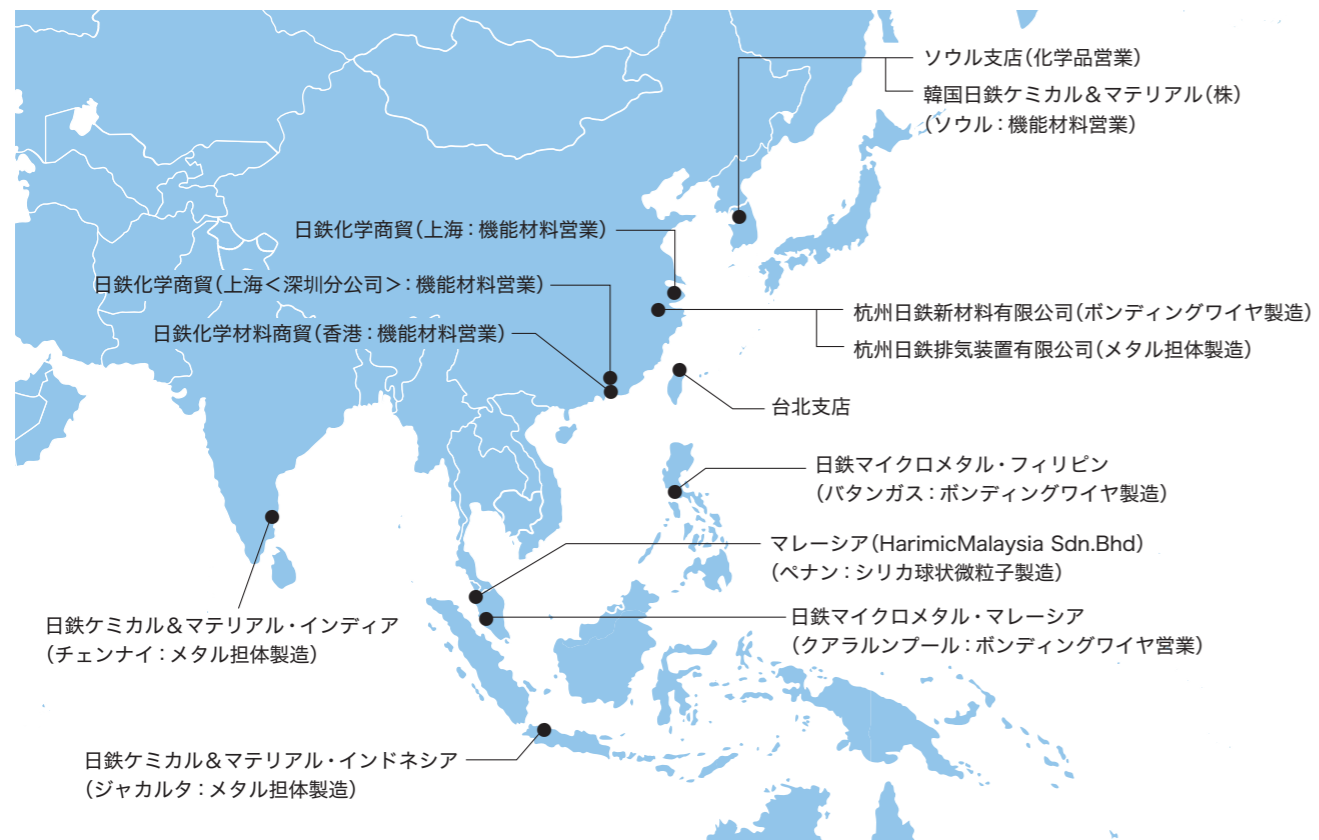 ソウル支店（化学品営業）
韓国日鉄ケミカル＆マテリアル（株）
（ソウル：機能材料営業）
日鉄化学商貿（上海：機能材料営業）
日鉄化学商貿（上海＜深圳分公司＞：機能材料営業）
日鉄化学材料商貿（香港：機能材料営業）
杭州日鉄新材料有限公司（ボンディングワイヤ製造）
杭州日鉄排気装置有限公司（メタル担体製造）
台北支店
日鉄マイクロメタル・フィリピン
（バタンガス：ボンディングワイヤ製造）
マレーシア（HarimicMalaysia Sdn.Bhd）
（ペナン：シリカ球状微粒子製造）
日鉄マイクロメタル・マレーシア
（クアラルンプール：ボンディングワイヤ営業）
日鉄ケミカル＆マテリアル・インディア
（チェンナイ：メタル担体製造）
日鉄ケミカル＆マテリアル・インドネシア
（ジャカルタ：メタル担体製造）